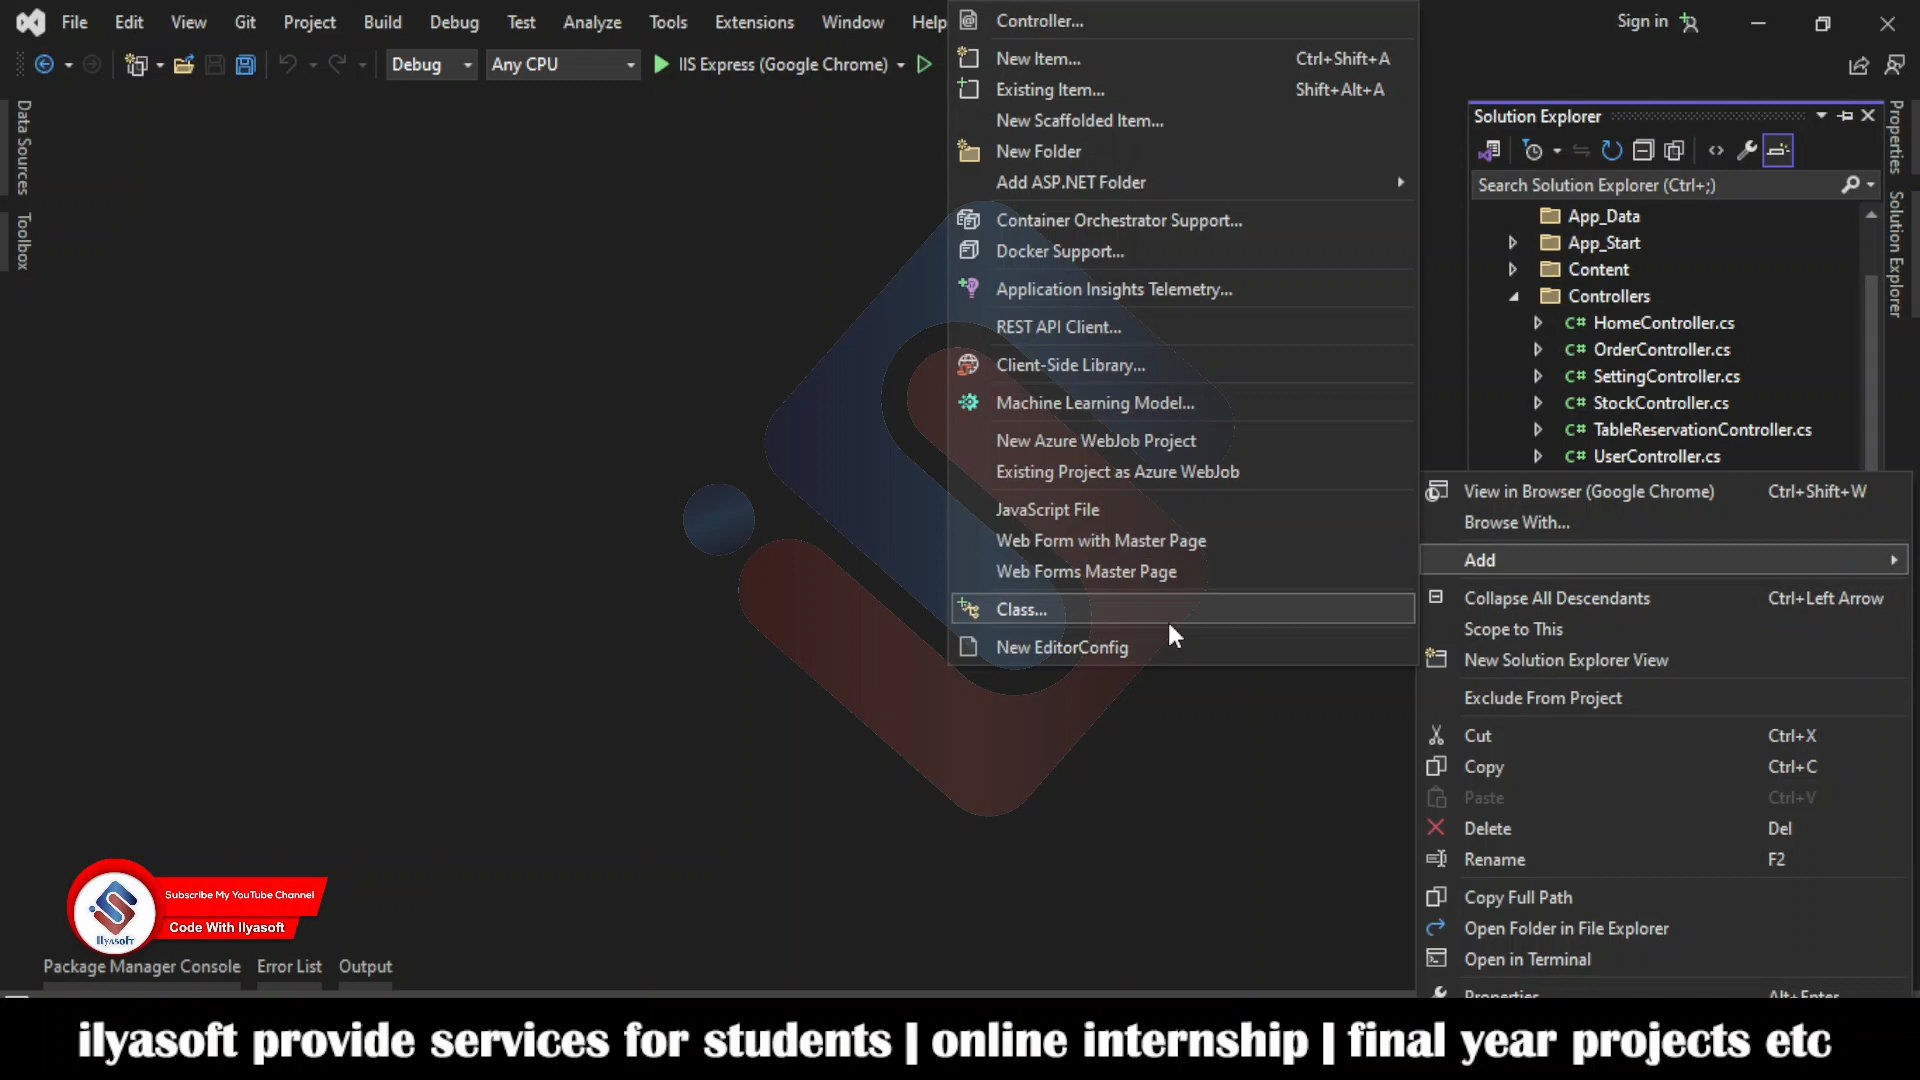 File Edit View Git Project Build Debug Test Analyze Tools Extensions Window Help
Sign in
Debug Any CPU IIS Express (Google Chrome)
Data Sources
Toolbox
Controller...
New Item... Ctrl+Shift+A
Existing Item... Shift+Alt+A
New Scaffolded Item...
New Folder
Add ASP.NET Folder
Container Orchestrator Support...
Docker Support...
Application Insights Telemetry...
REST API Client...
Client-Side Library...
Machine Learning Model...
New Azure WebJob Project
Existing Project as Azure WebJob
JavaScript File
Web Form with Master Page
Web Forms Master Page
Class...
New EditorConfig
Solution Explorer
Search Solution Explorer (Ctrl+;)
App_Data
App_Start
Content
Controllers
C# HomeController.cs
C# OrderController.cs
C# SettingController.cs
C# StockController.cs
C# TableReservationController.cs
C# UserController.cs
Properties
Solution Explorer
View in Browser (Google Chrome) Ctrl+Shift+W
Browse With...
Add
Collapse All Descendants Ctrl+Left Arrow
Scope to This
New Solution Explorer View
Exclude From Project
Cut Ctrl+X
Copy Ctrl+C
Paste Ctrl+V
Delete Del
Rename F2
Copy Full Path
Open Folder in File Explorer
Open in Terminal
Properties Alt+Enter
Subscribe My YouTube Channel
Code With Ilyasoft
Ilyasoft
Package Manager Console Error List Output
ilyasoft provide services for students | online internship | final year projects etc